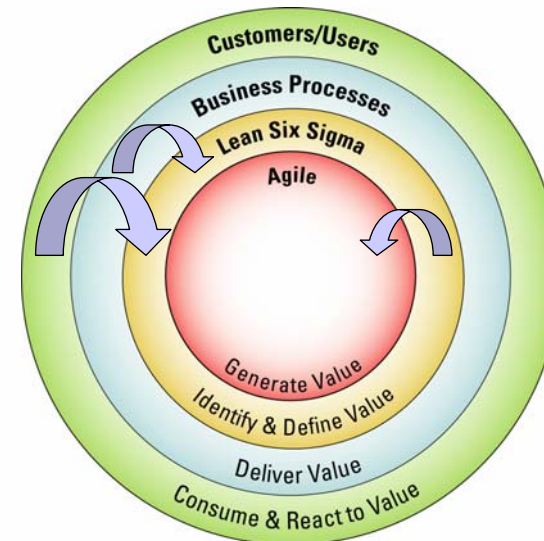 Customers/Users
Business Processes
Lean Six Sigma
Agile
Generate Value
Identify & Define Value
Deliver Value
Consume & React to Value